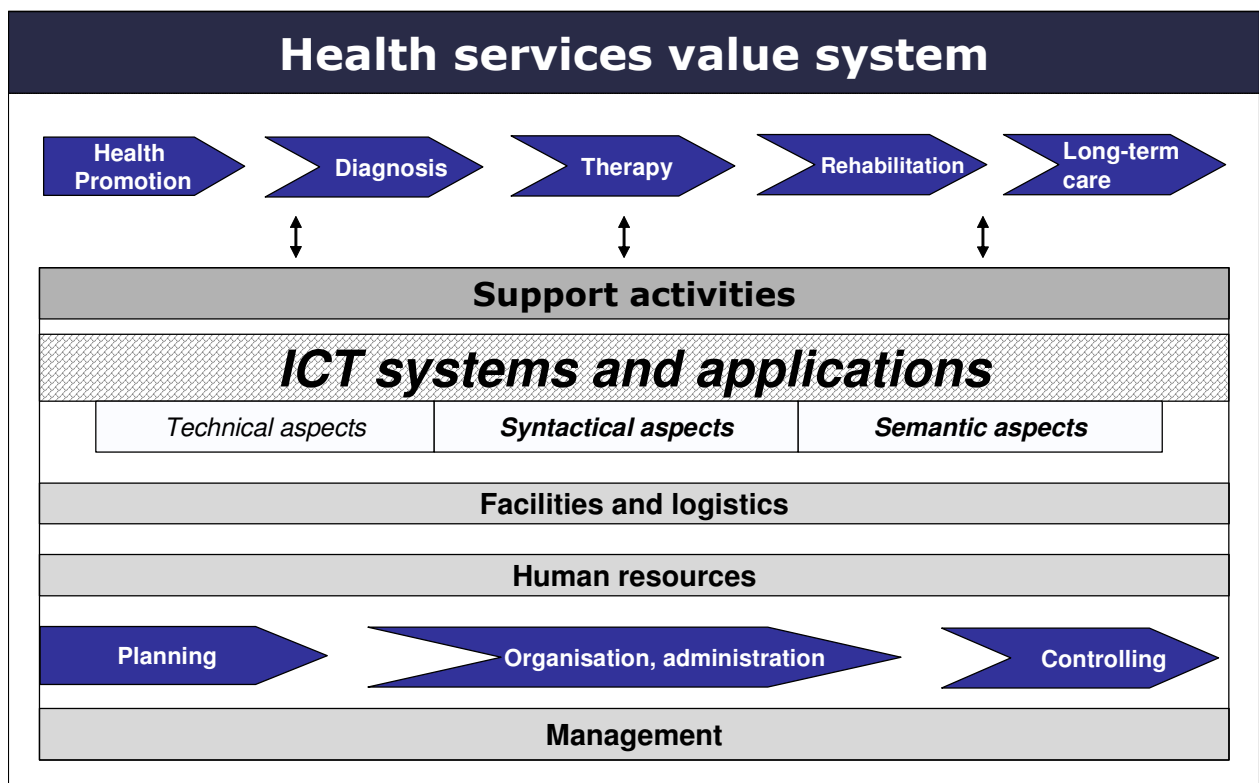 Health services value system
Health
Promotion
Diagnosis
Therapy
Rehabilitation
Long-term
care
Support activities
ICT systems and applications
Technical aspects
Syntactical aspects
Semantic aspects
Facilities and logistics
Human resources
Planning
Organisation, administration
Controlling
Management